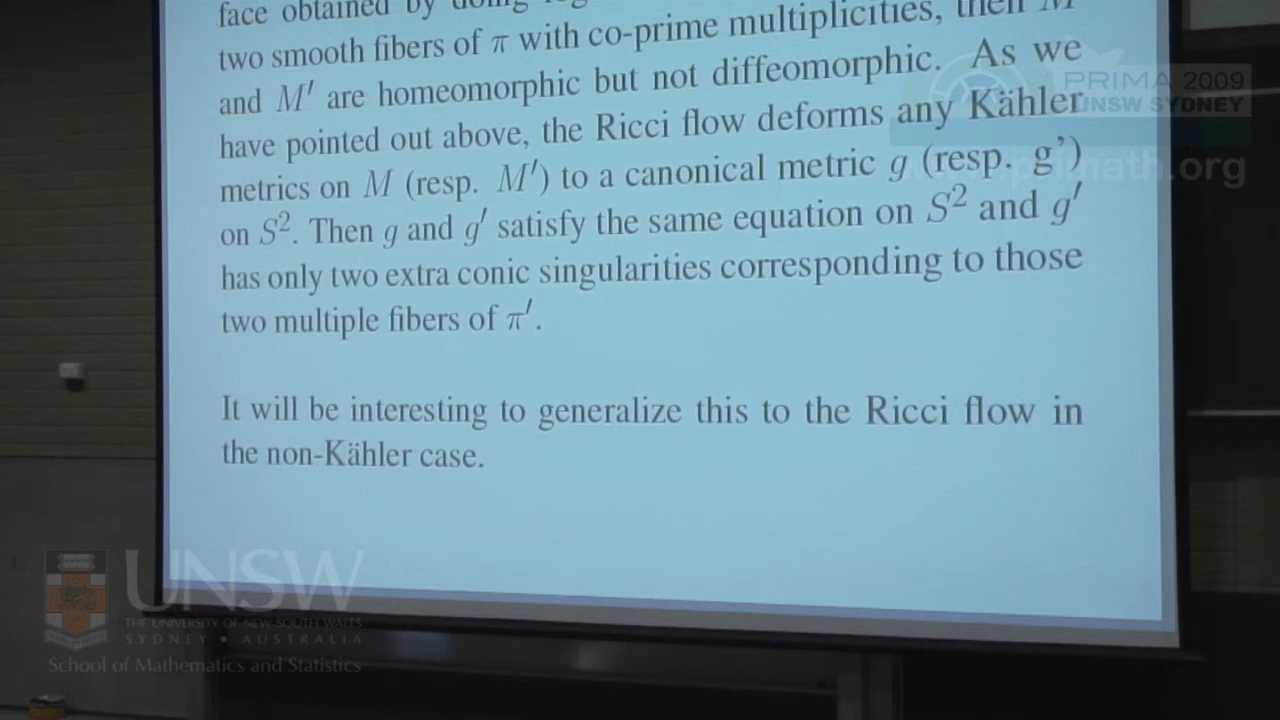 face obtained by doing
two smooth fibers of π with co-prime multiplicities, then M
and M′ are homeomorphic but not diffeomorphic. As we
have pointed out above, the Ricci flow deforms any Kähler
metrics on M (resp. M′) to a canonical metric g (resp. g')
on S². Then g and g′ satisfy the same equation on S² and g′
has only two extra conic singularities corresponding to those
two multiple fibers of π′.
It will be interesting to generalize this to the Ricci flow in
the non-Kähler case.
PRIMA 2009
UNSW SYDNEY
UNSW
THE UNIVERSITY OF NEW SOUTH WALES
SYDNEY • AUSTRALIA
School of Mathematics and Statistics